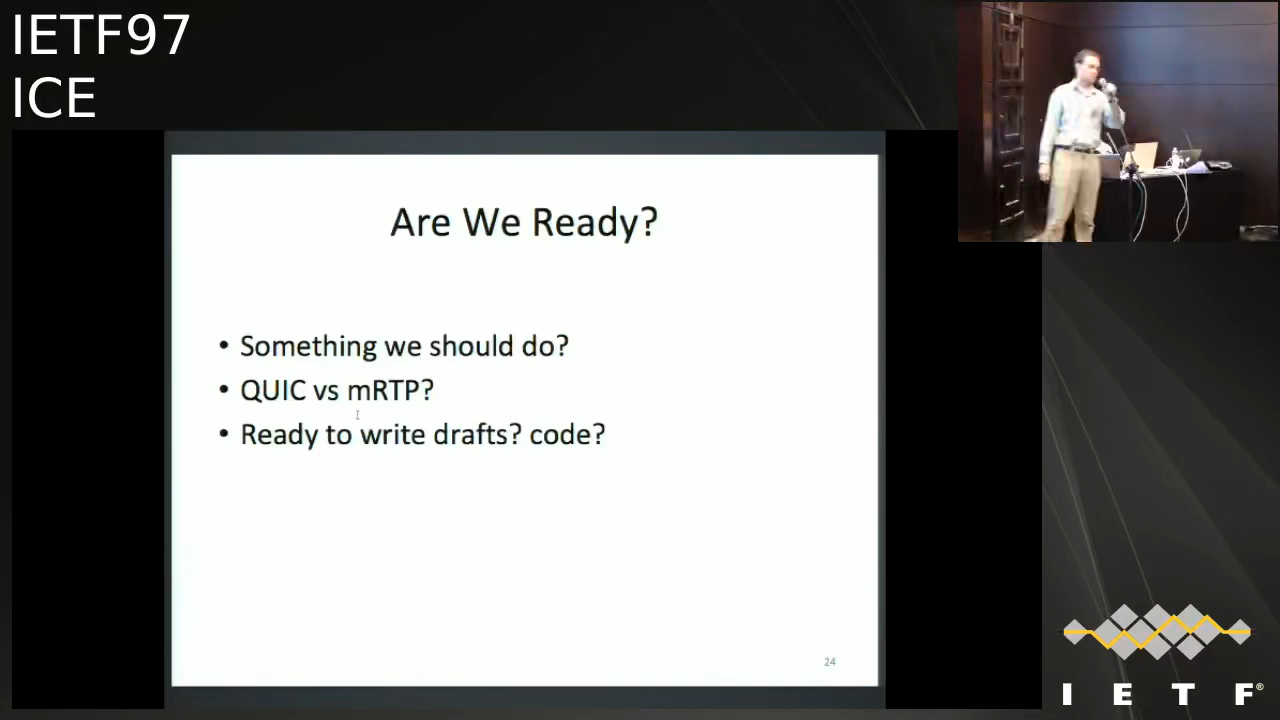 IETF97
ICE
Are We Ready?
• Something we should do?
• QUIC vs mRTP?
• Ready to write drafts? code?
24
I E T F®